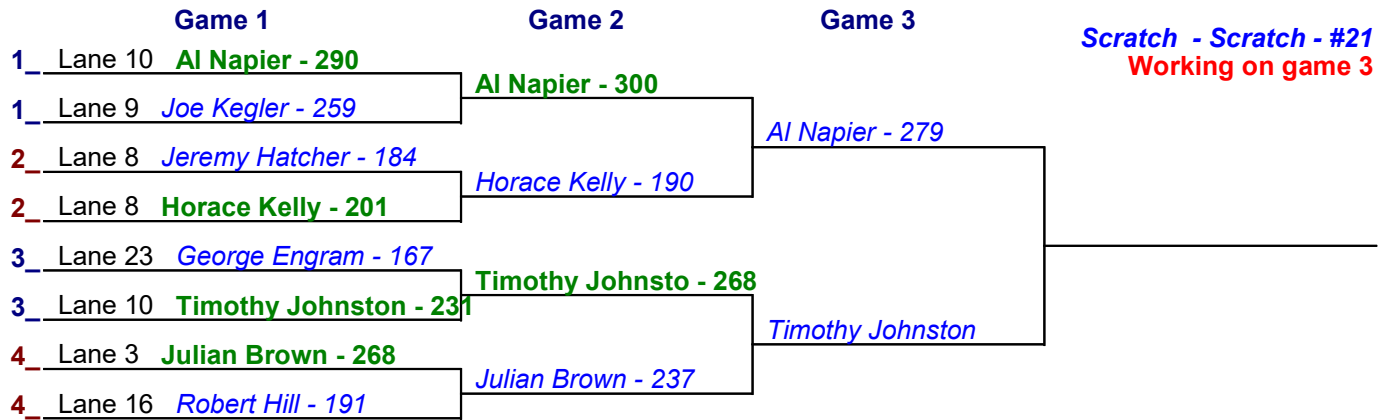 Game 1 Game 2 Game 3
Scratch - Scratch - #21
Working on game 3
1_ Lane 10 Al Napier - 290
Al Napier - 300
1_ Lane 9 Joe Kegler - 259
Al Napier - 279
2_ Lane 8 Jeremy Hatcher - 184
Horace Kelly - 190
2_ Lane 8 Horace Kelly - 201
3_ Lane 23 George Engram - 167
Timothy Johnsto - 268
3_ Lane 10 Timothy Johnston - 231
Timothy Johnston
4_ Lane 3 Julian Brown - 268
Julian Brown - 237
4_ Lane 16 Robert Hill - 191